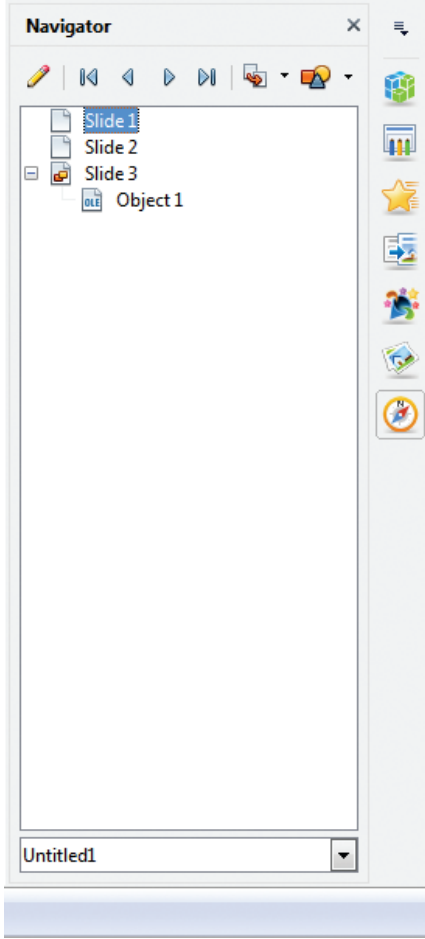 Navigator
Slide 1
Slide 2
Slide 3
OLE
Object 1
N
Untitled1